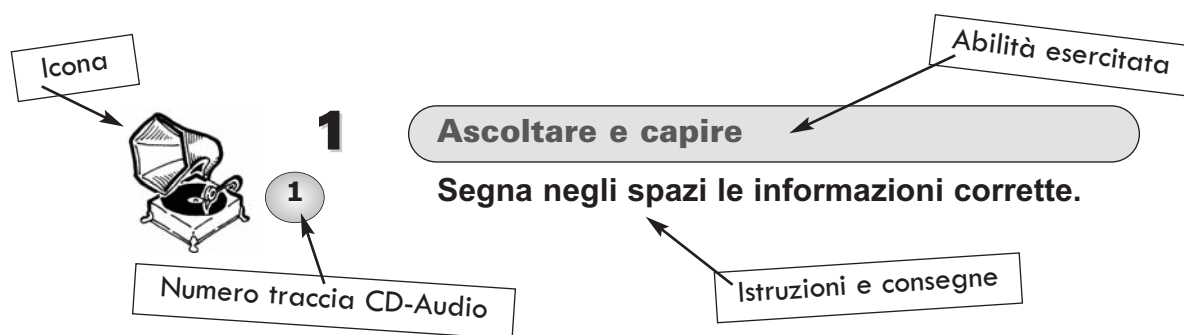 Icona
Abilità esercitata
1
Ascoltare e capire
1
Segna negli spazi le informazioni corrette.
Numero traccia CD-Audio
Istruzioni e consegne